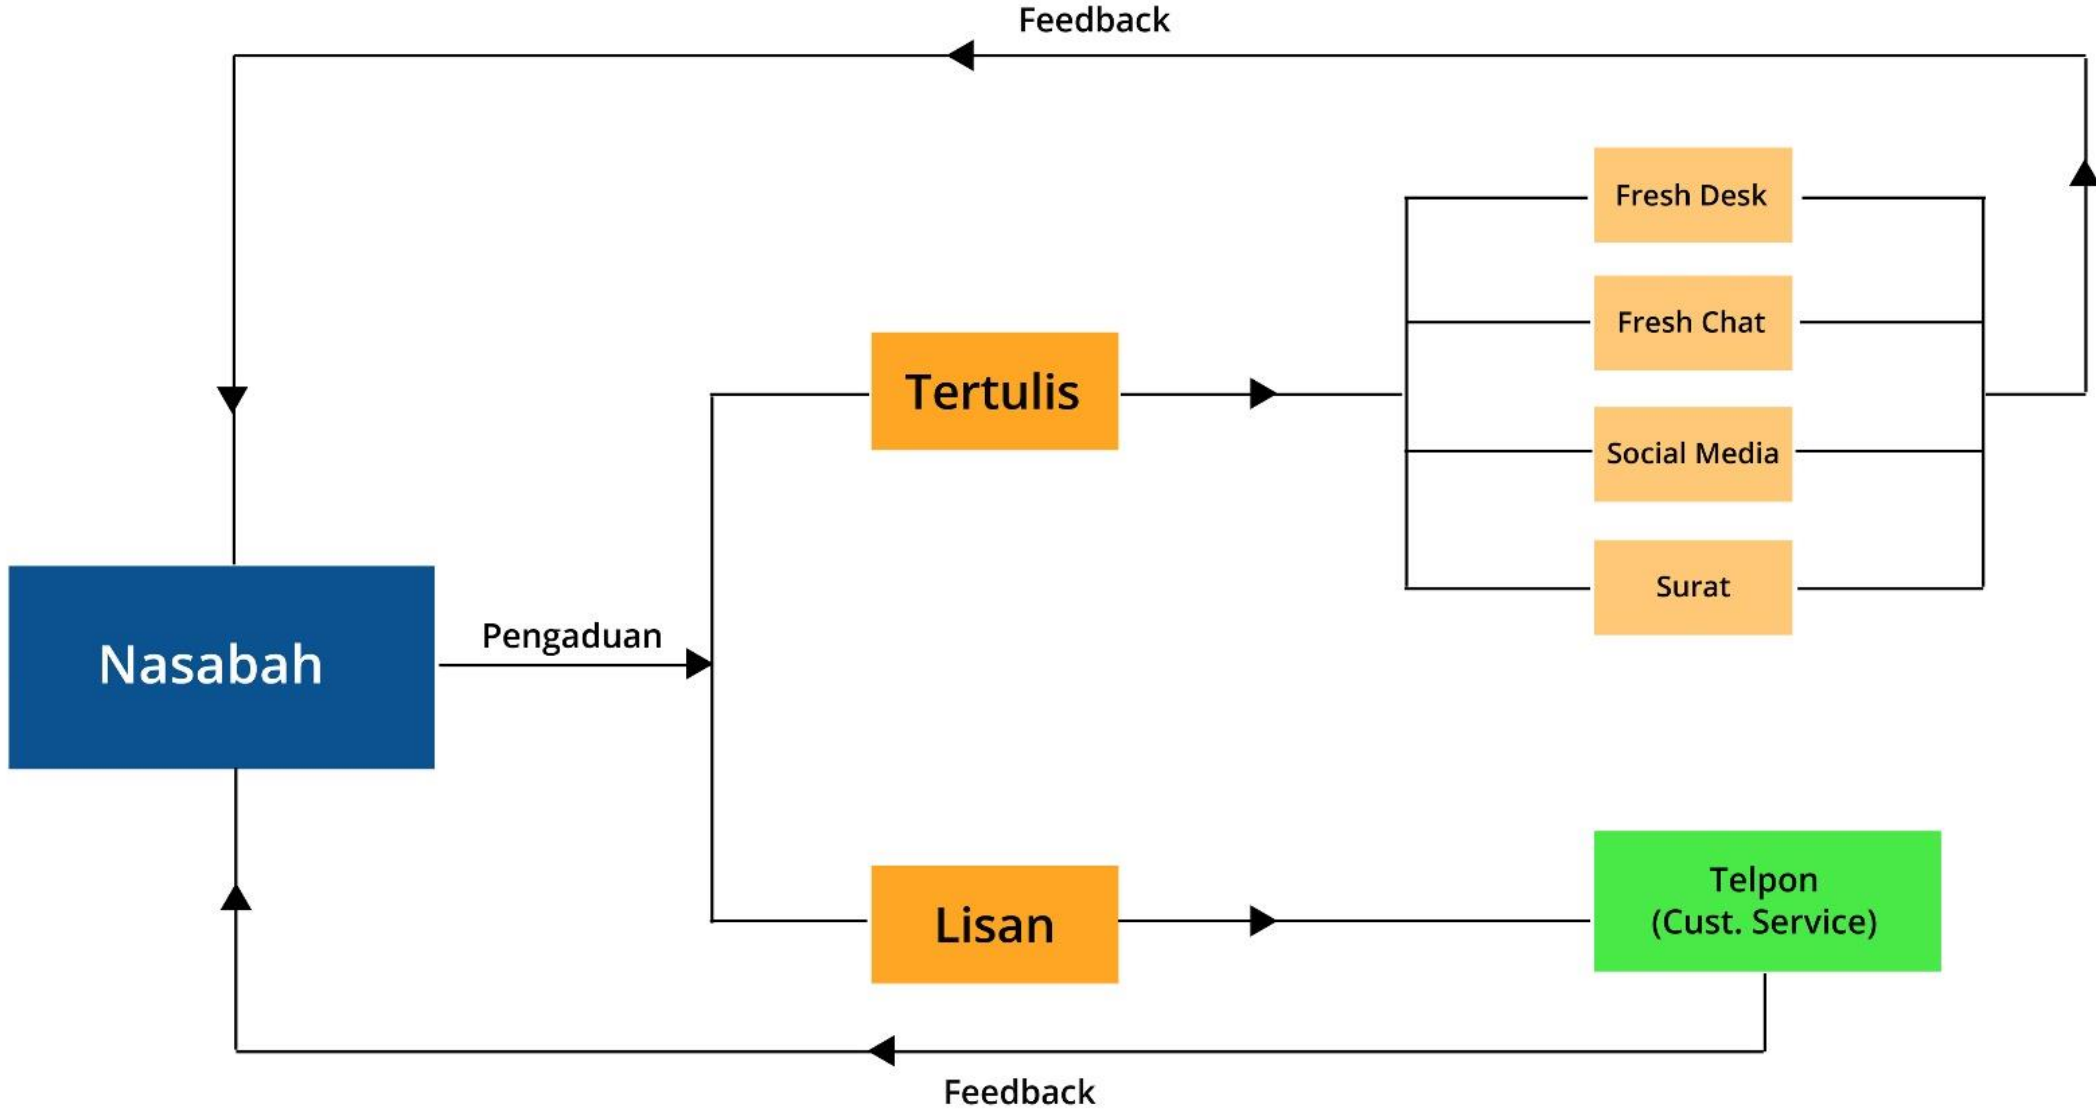 Feedback
Fresh Desk
Fresh Chat
Tertulis
Social Media
Surat
Pengaduan
Nasabah
Telpon
(Cust. Service)
Lisan
Feedback